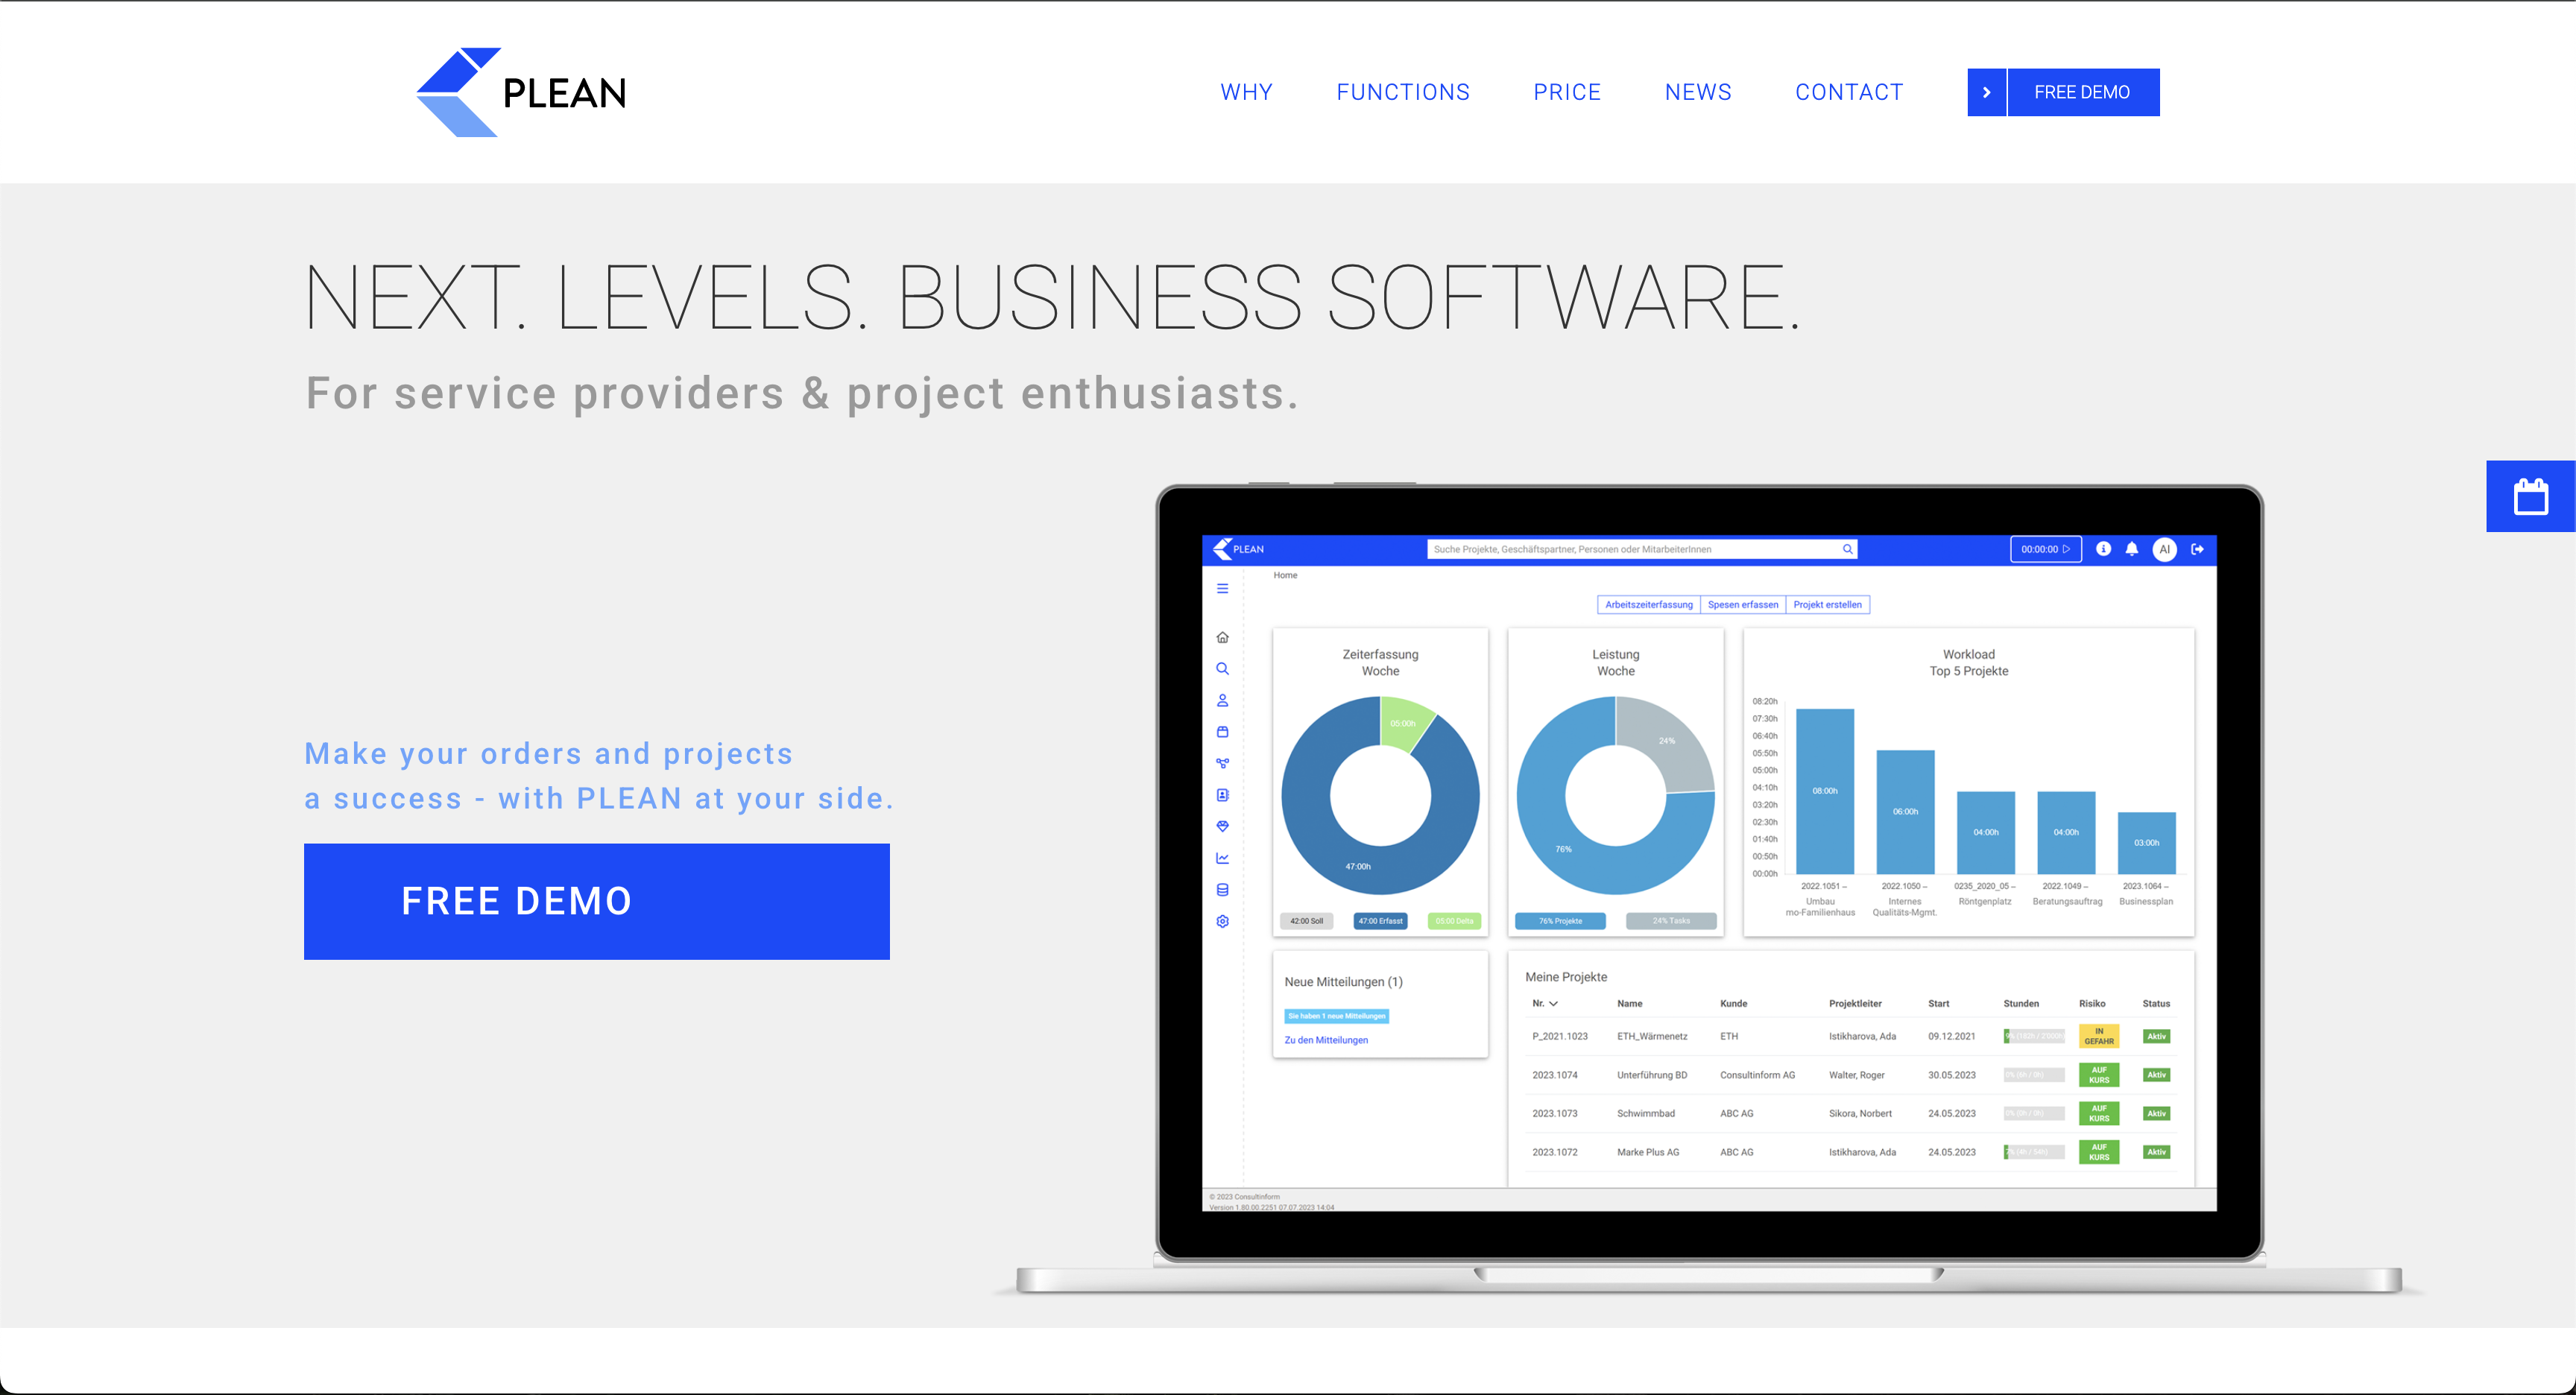 PLEAN
WHY
FUNCTIONS
PRICE
NEWS
CONTACT
FREE DEMO
NEXT. LEVELS. BUSINESS SOFTWARE.
For service providers & project enthusiasts.
Make your orders and projects
a success - with PLEAN at your side.
FREE DEMO
PLEAN
Suche Projekte, Geschäftspartner, Personen oder MitarbeiterInnen
00:00:00
AI
Home
Arbeitszeiterfassung
Spesen erfassen
Projekt erstellen
Zeiterfassung
Woche
05:00h
47:00h
42:00 Soll
47:00 Erfasst
05:00 Delta
Leistung
Woche
24%
76%
76% Projekte
24% Tasks
Workload
Top 5 Projekte
08:20h
07:30h
06:40h
05:50h
05:00h
04:10h
03:20h
02:30h
01:40h
00:50h
00:00h
08:00h
06:00h
04:00h
04:00h
03:00h
2022.1051 –
Umbau
mo-Familienhaus
2022.1050 –
Internes
Qualitäts-Mgmt.
0235_2020_05 –
Röntgenplatz
2022.1049 –
Beratungsauftrag
2023.1064 –
Businessplan
Neue Mitteilungen (1)
Sie haben 1 neue Mitteilungen
Zu den Mitteilungen
Meine Projekte
Nr. Name Kunde Projektleiter Start Stunden Risiko Status
P_2021.1023 ETH_Wärmenetz ETH Istikharova, Ada 09.12.2021 IN GEFAHR Aktiv
2023.1074 Unterführung BD Consultinform AG Walter, Roger 30.05.2023 0% (6h / 0h) AUF KURS Aktiv
2023.1073 Schwimmbad ABC AG Sikora, Norbert 24.05.2023 0% (0h / 0h) AUF KURS Aktiv
2023.1072 Marke Plus AG ABC AG Istikharova, Ada 24.05.2023 AUF KURS Aktiv
© 2023 Consultinform
Version 1.80.00.2251 07.07.2023 14:04